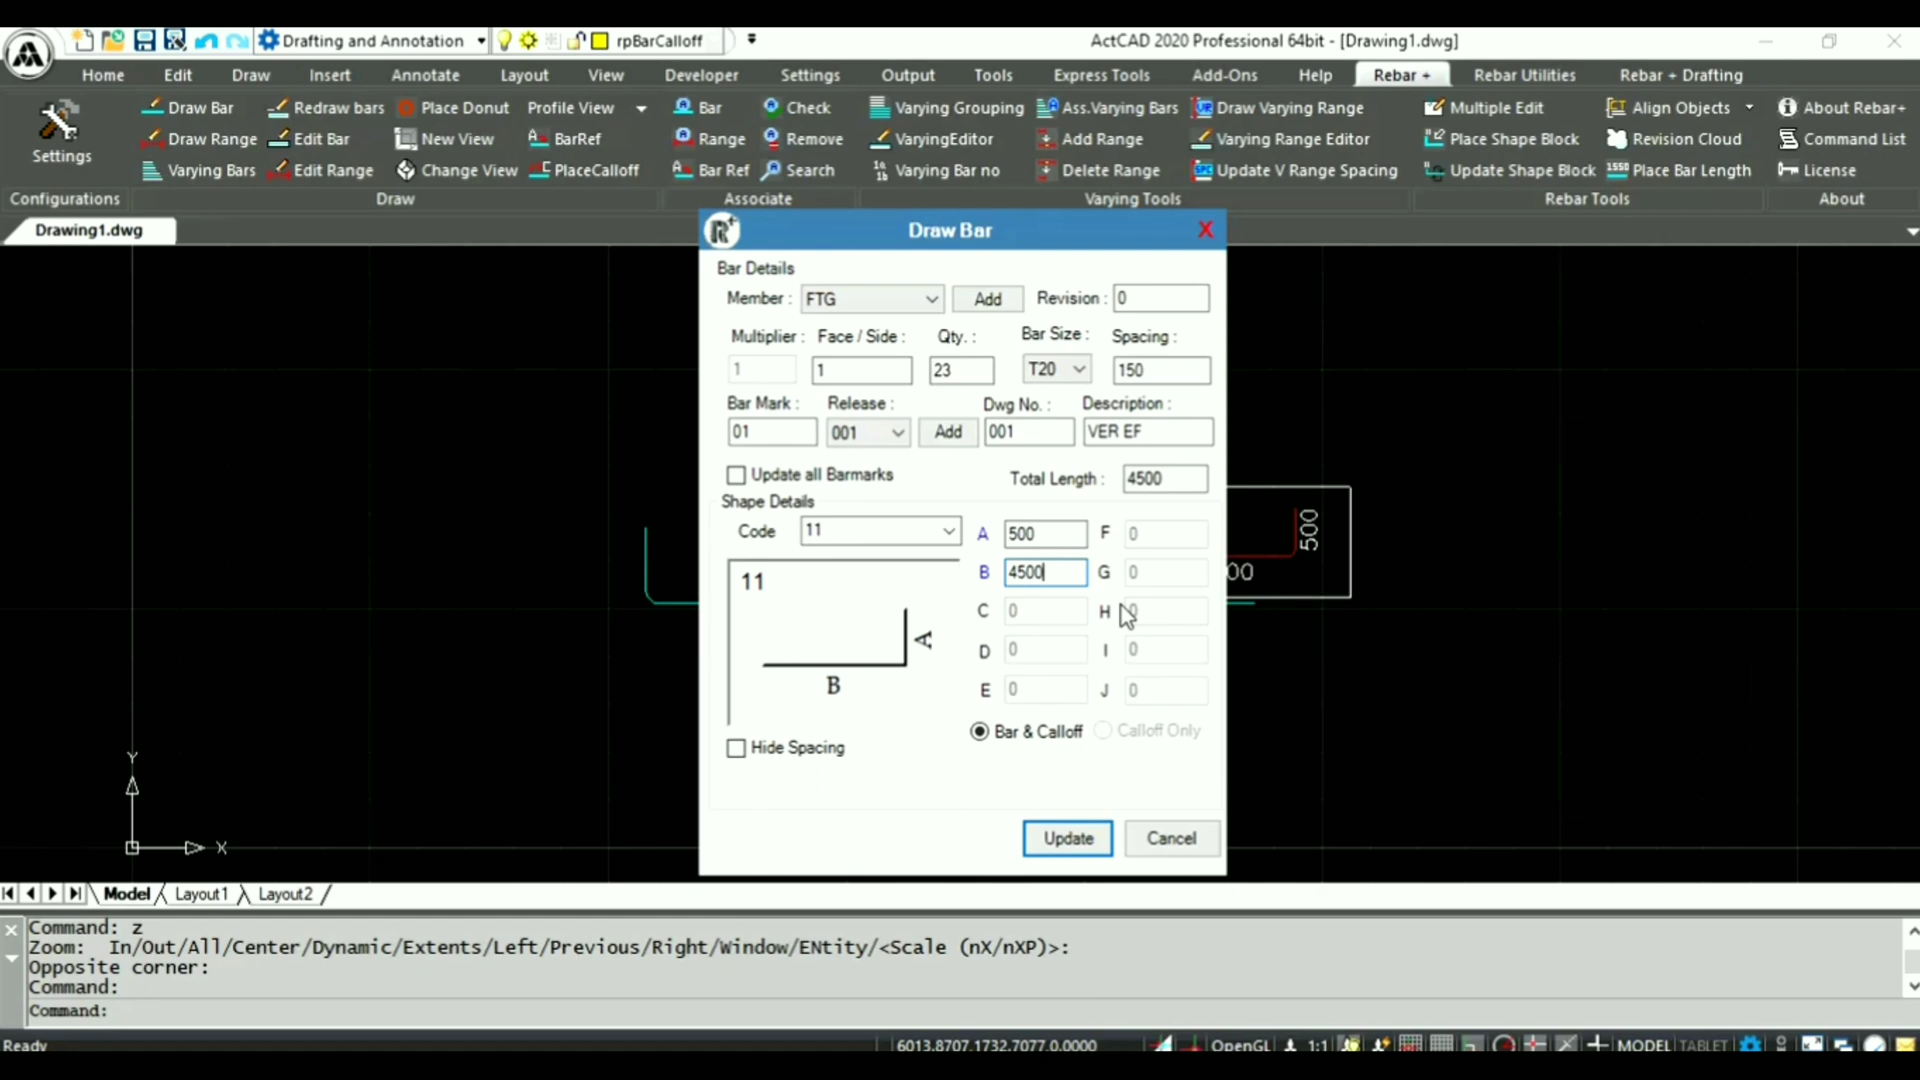 Drafting and Annotation rpBarCalloff ActCAD 2020 Professional 64bit - [Drawing1.dwg]
Home Edit Draw Insert Annotate Layout View Developer Settings Output Tools Express Tools Add-Ons Help Rebar + Rebar Utilities Rebar + Drafting
Draw Bar Redraw bars Place Donut Profile View Bar Check Varying Grouping Ass.Varying Bars Draw Varying Range Multiple Edit Align Objects About Rebar+
Draw Range Edit Bar New View BarRef Range Remove VaryingEditor Add Range Varying Range Editor Place Shape Block Revision Cloud Command List
Settings Varying Bars Edit Range Change View PlaceCalloff Bar Ref Search Varying Bar no Delete Range Update V Range Spacing Update Shape Block Place Bar Length License
Configurations Draw Associate Varying Tools Rebar Tools About
Drawing1.dwg
Draw Bar X
Bar Details
Member : FTG Add Revision : 0
Multiplier : Face / Side : Qty. : Bar Size : Spacing :
1 1 23 T20 150
Bar Mark : Release : Dwg No. : Description :
01 001 Add 001 VER EF
Update all Barmarks Total Length : 4500
Shape Details
Code 11 A 500 F 0
11 B 4500 G 0
C 0 H 0
A
D 0 I 0
B E 0 J 0
Hide Spacing Bar & Calloff Calloff Only
Update Cancel
500
00
Y
X
Model Layout1 Layout2
Command: z
Zoom: In/Out/All/Center/Dynamic/Extents/Left/Previous/Right/Window/ENtity/<Scale (nX/nXP)>:
Opposite corner:
Command:
Command:
Ready 6013.8707,1732.7077,0.0000 OpenGL 1:1 MODEL TABLET